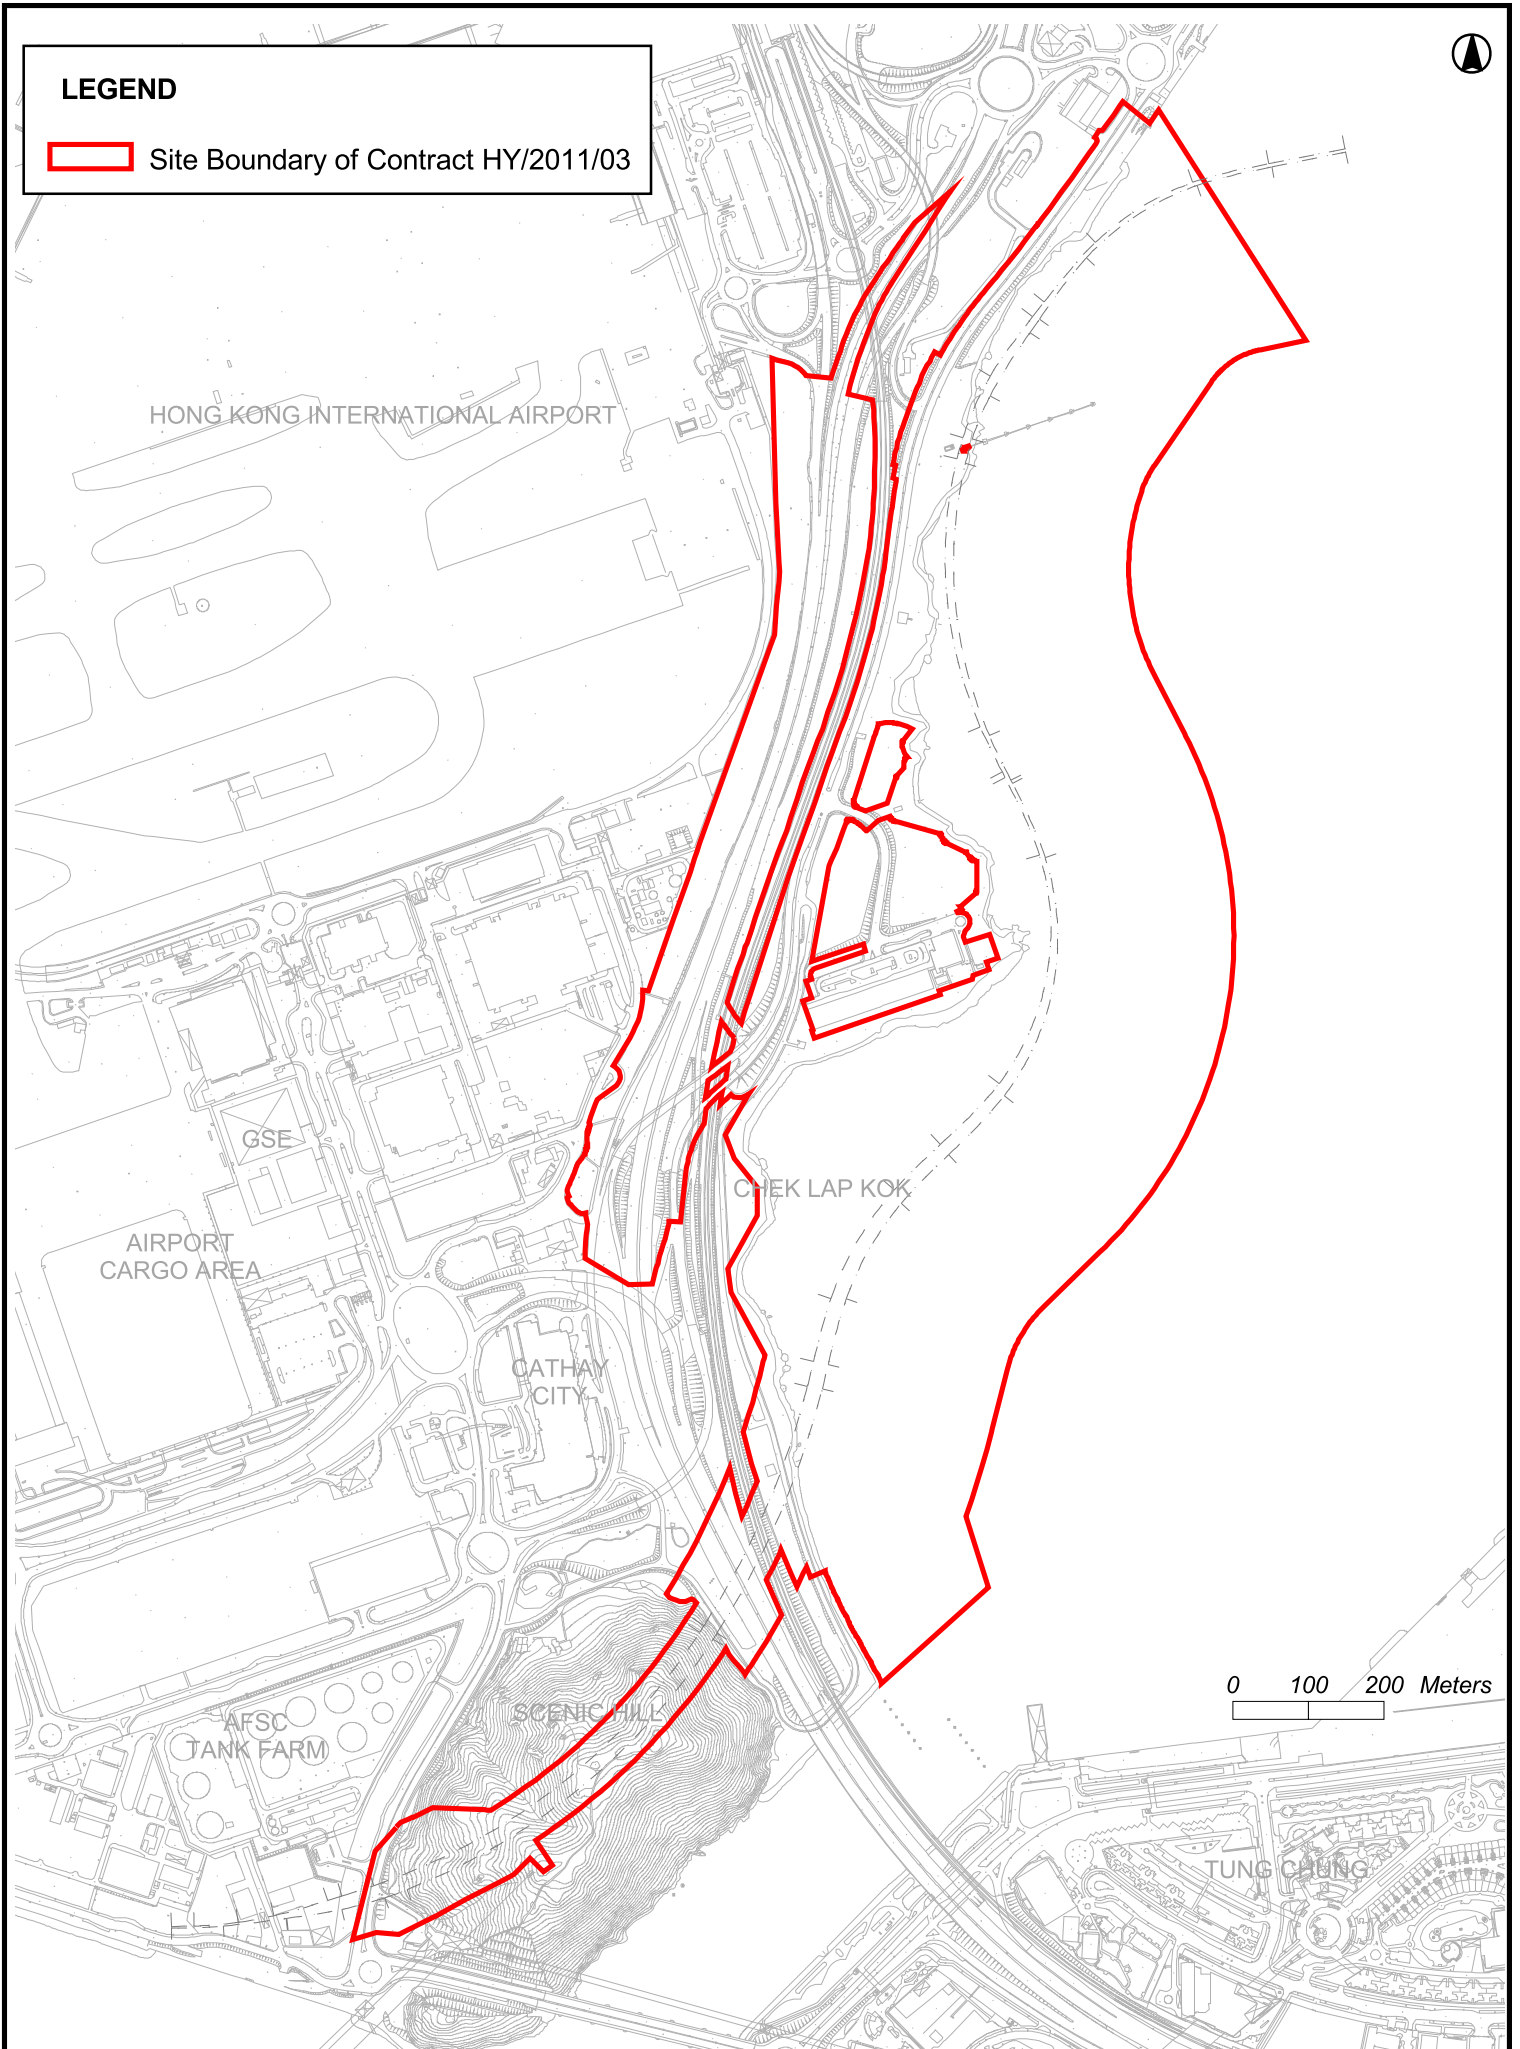 LEGEND
Site Boundary of Contract HY/2011/03
HONG KONG INTERNATIONAL AIRPORT
GSE
CHEK LAP KOK
AIRPORT
CARGO AREA
CATHAY
CITY
0 100 200 Meters
SCENIC HILL
AFSC
TANK FARM
TUNG CHUNG